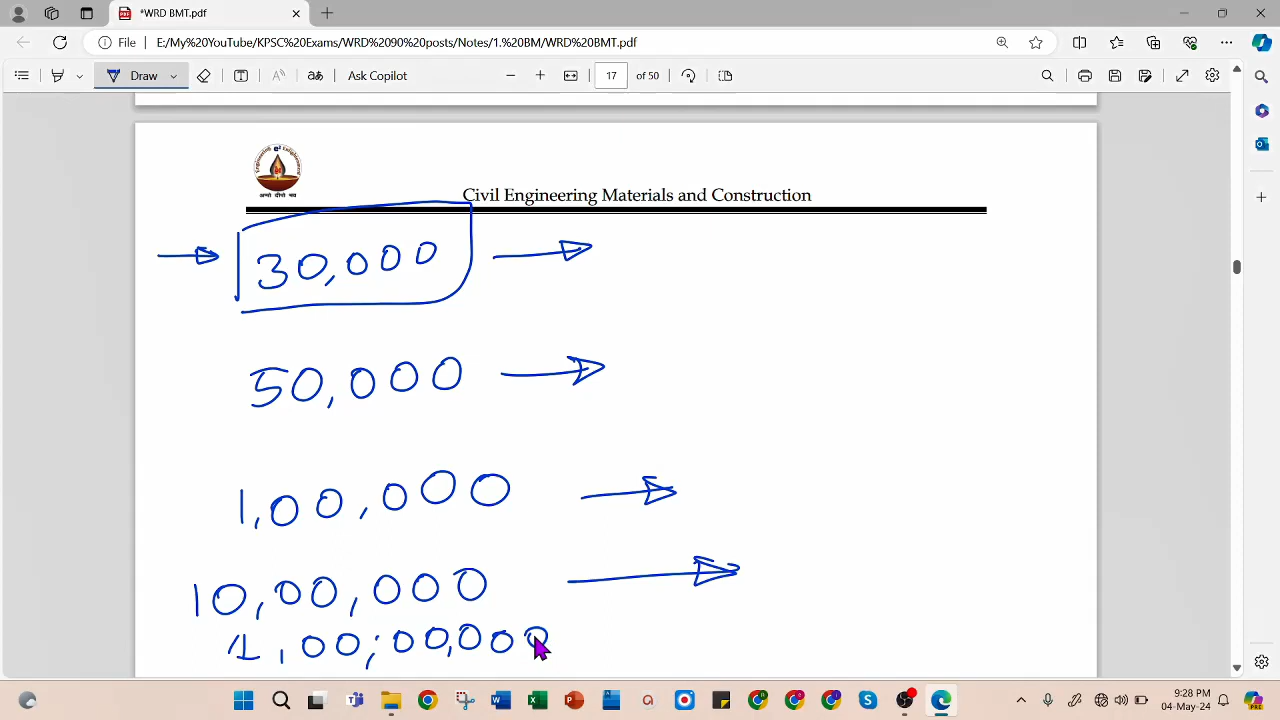 *WRD BMT.pdf
File E:/My%20YouTube/KPSC%20Exams/WRD%2090%20posts/Notes/1.%20BM/WRD%20BMT.pdf
Draw Ask Copilot 17 of 50
Civil Engineering Materials and Construction
30,000
50,000
1,00,000
10,00,000
1,00,00,000
9:28 PM
04-May-24